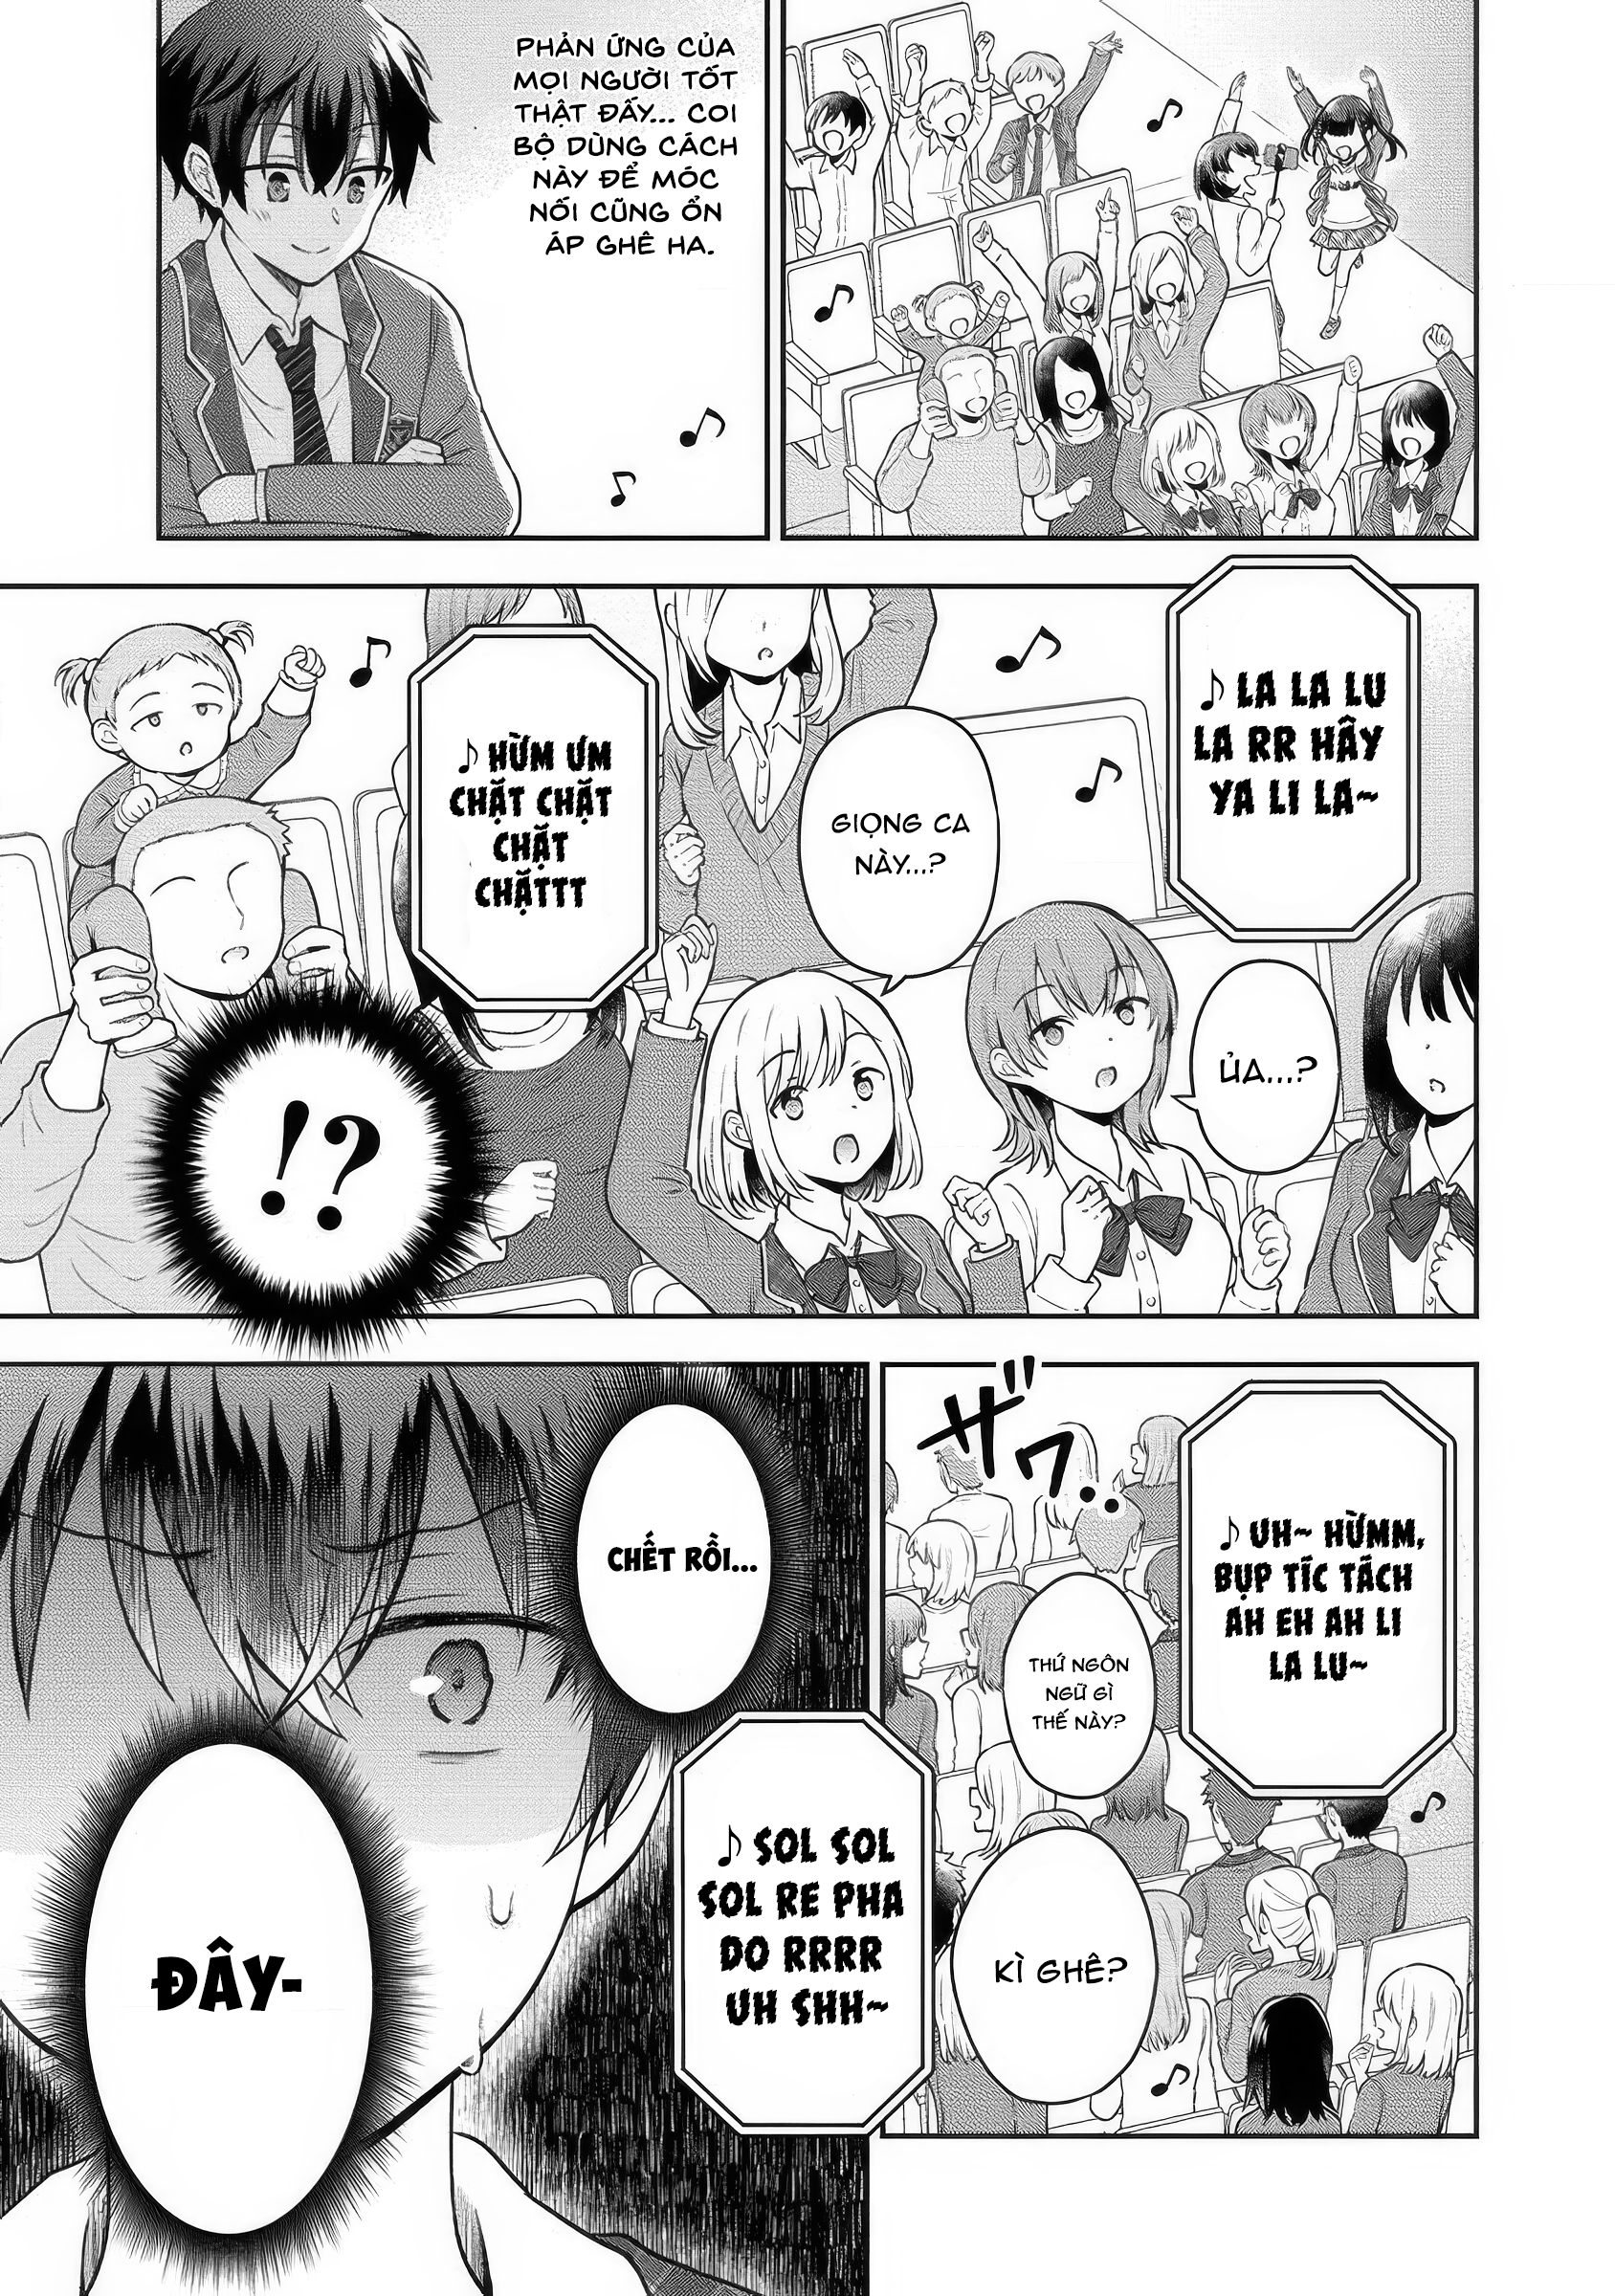 PHẢN ỨNG CỦA
MỌI NGƯỜI TỐT
THẬT ĐẤY... COI
BỘ DÙNG CÁCH
NÀY ĐỂ MÓC
NỐI CŨNG ỔN
ÁP GHÊ HA.
♪ LA LA LU
LA RR HÂY
YA LI LA~
ỦA...?
GIỌNG CA
NÀY...?
♪ HỪM ƯM
CHẶT CHẶT
CHẶT
CHẶTTT
!?
♪ UH~ HỪMM,
BỤP TÍC TÁCH
AH EH AH LI
LA LU~
ザワ・・
THỨ NGÔN
NGỮ GÌ
THẾ NÀY?
KÌ GHÊ?
CHẾT RỒI...
♪ SOL SOL
SOL RE PHA
DO RRRR
UH SHH~
ĐÂY-